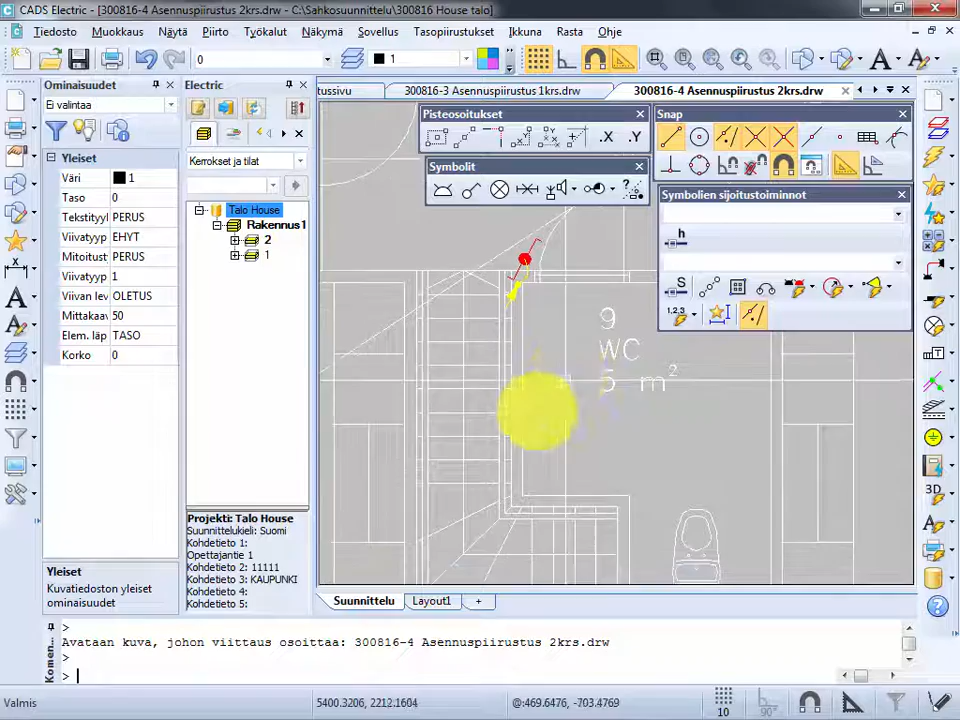 CADS Electric - [300816-4 Asennuspiirustus 2krs.drw - C:\Sahkosuunnittelu\300816 House talo]
Tiedosto Muokkaus Näytä Piirto Työkalut Näkymä Sovellus Tasopiirustus Ikkuna Rasta Ohje
0 1
Ominaisuudet
Ei valintaa
Yleiset
Väri 1
Taso 0
Tekstityyl PERUS
Viivatyyp EHYT
Mitoitust PERUS
Viivatyyp 1
Viivan lev OLETUS
Mittakaav 50
Elem. läp TASO
Korko 0
Yleiset
Kuvatiedoston yleiset
ominaisuudet
Electric
Kerrokset ja tilat
Talo House
Rakennus1
2
1
Projekti: Talo House
Suunnittelukieli: Suomi
Kohdetieto 1:
Opettajantie 1
Kohdetieto 2: 11111
Kohdetieto 3: KAUPUNKI
Kohdetieto 4:
Kohdetieto 5:
tussivu 300816-3 Asennuspiirustus 1krs.drw 300816-4 Asennuspiirustus 2krs.drw
Pisteosoitukset
.X .Y
Symbolit
Snap
Symbolien sijoitustoiminnot
h
S
1,2,3
9
WC
5 m²
3D
Suunnittelu Layout1 +
Komen...
>
Avataan kuva, johon viittaus osoittaa: 300816-4 Asennuspiirustus 2krs.drw
>
>
Valmis 5400.3206, 2212.1604 @:469.6476, -703.4769 10 90°